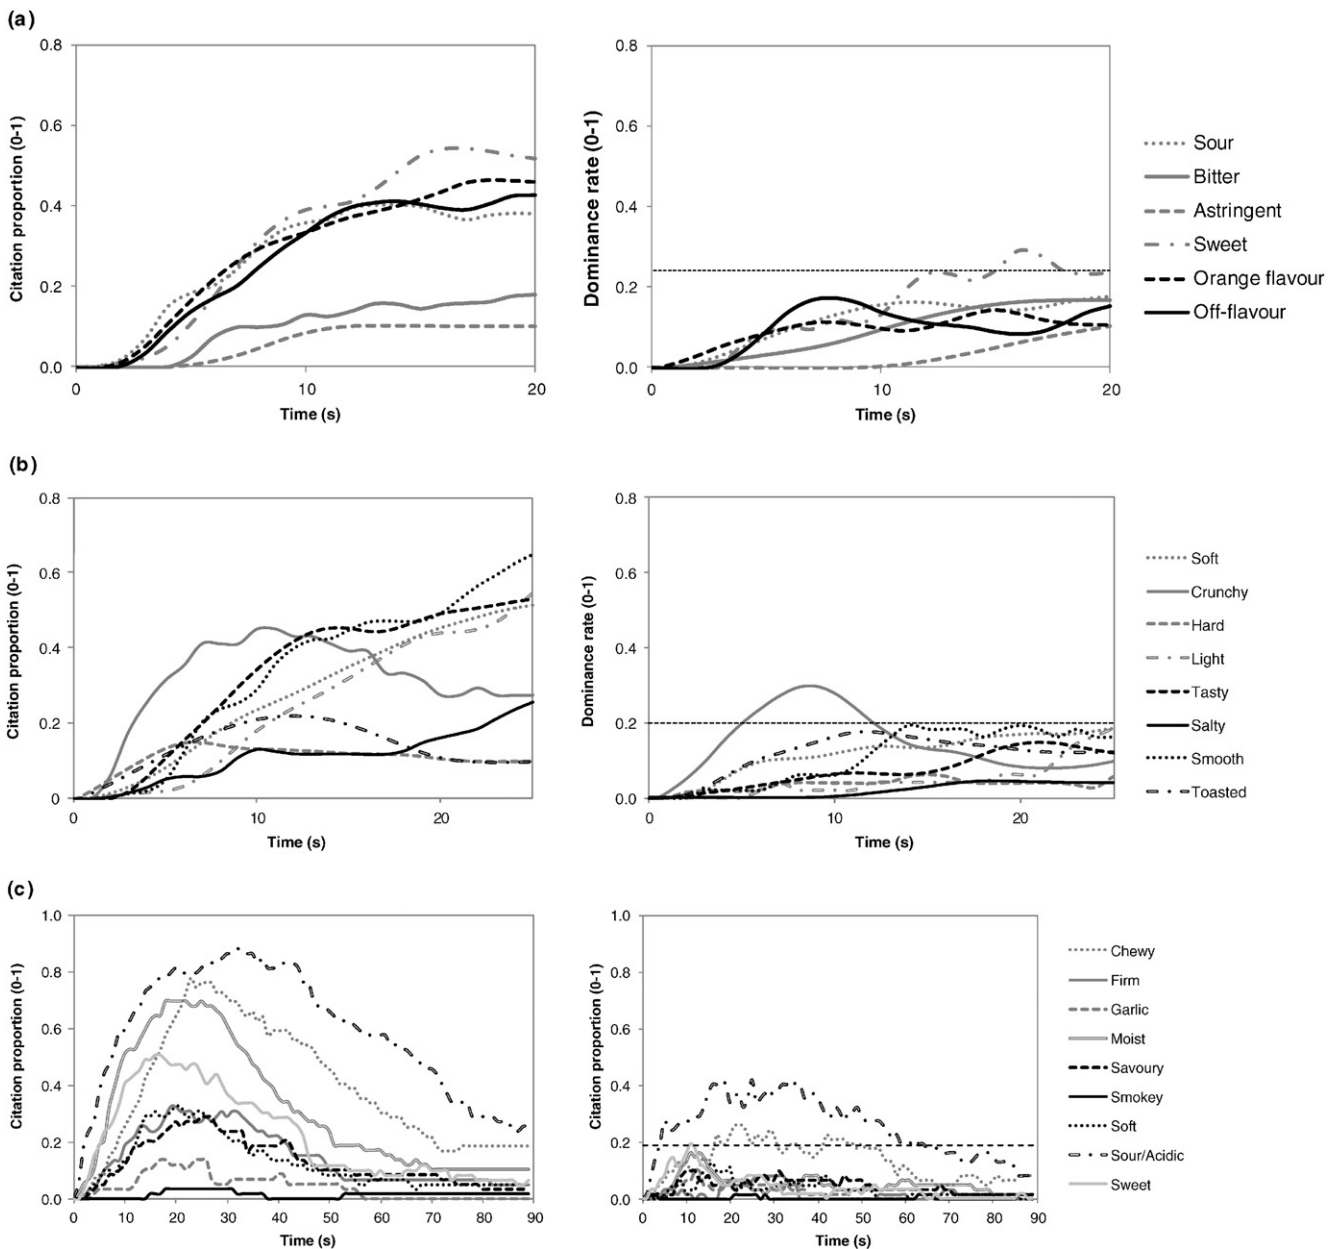 (a)
Citation proportion (0-1)
0.8
0.6
0.4
0.2
0.0
0
10
20
Time (s)
Dominance rate (0-1)
0.8
0.6
0.4
0.2
0.0
0
10
20
Time (s)
Sour
Bitter
Astringent
Sweet
Orange flavour
Off-flavour
(b)
Citation proportion (0-1)
0.8
0.6
0.4
0.2
0
0
10
20
Time (s)
Dominance rate (0-1)
0.8
0.6
0.4
0.2
0.0
0
10
20
Time (s)
Soft
Crunchy
Hard
Light
Tasty
Salty
Smooth
Toasted
(c)
Citation proportion (0-1)
1.0
0.8
0.6
0.4
0.2
0.0
0 10 20 30 40 50 60 70 80 90
Time (s)
Citation proportion (0-1)
1.0
0.8
0.6
0.4
0.2
0.0
0 10 20 30 40 50 60 70 80 90
Time (s)
Chewy
Firm
Garlic
Moist
Savoury
Smokey
Soft
Sour/Acidic
Sweet